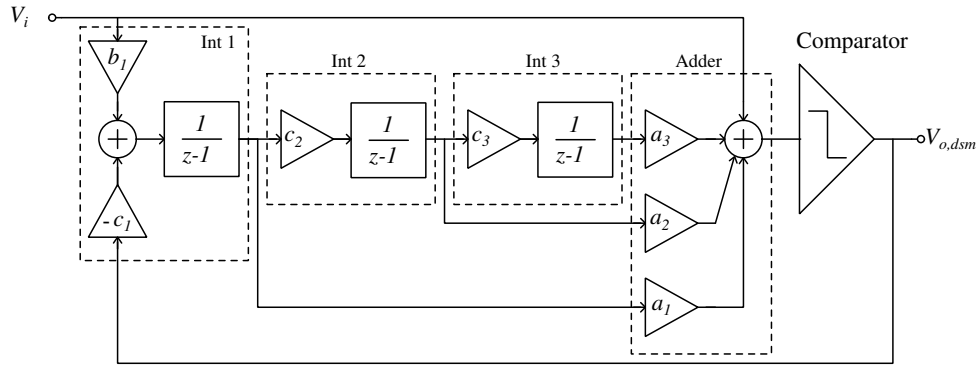 V_i
Int 1
b_1
Int 2
Int 3
Adder
Comparator
1
z-1
c_2
1
z-1
c_3
1
z-1
a_3
V_{o,dsm}
-c_1
a_2
a_1